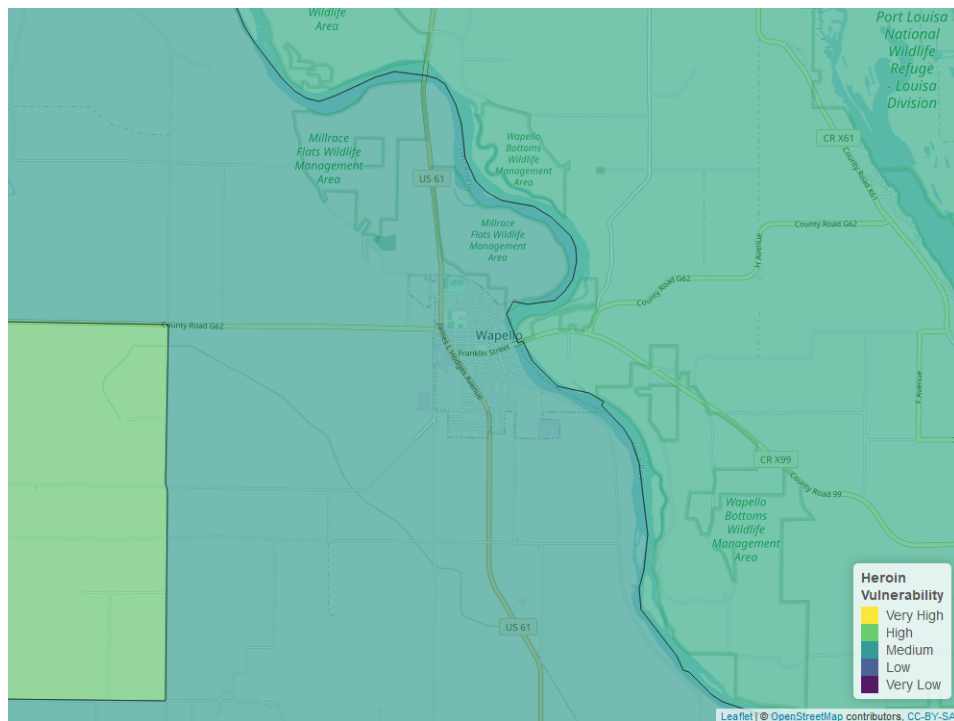 Wildlife
Area
Port Louisa
National
Wildlife
Refuge
- Louisa
Division
Millrace
Flats Wildlife
Management
Area
Wapello
Bottoms
Wildlife
Management
Area
CR X61
County Road X61
US 61
Millrace
Flats Wildlife
Management
Area
County Road G62
H Avenue
County Road G62
County Road G62
Wapello
Franklin Street
James L Hodges Avenue
F Avenue
CR X99
County Road 99
Wapello
Bottoms
Wildlife
Management
Area
US 61
Heroin
Vulnerability
Very High
High
Medium
Low
Very Low
Leaflet | © OpenStreetMap contributors, CC-BY-SA